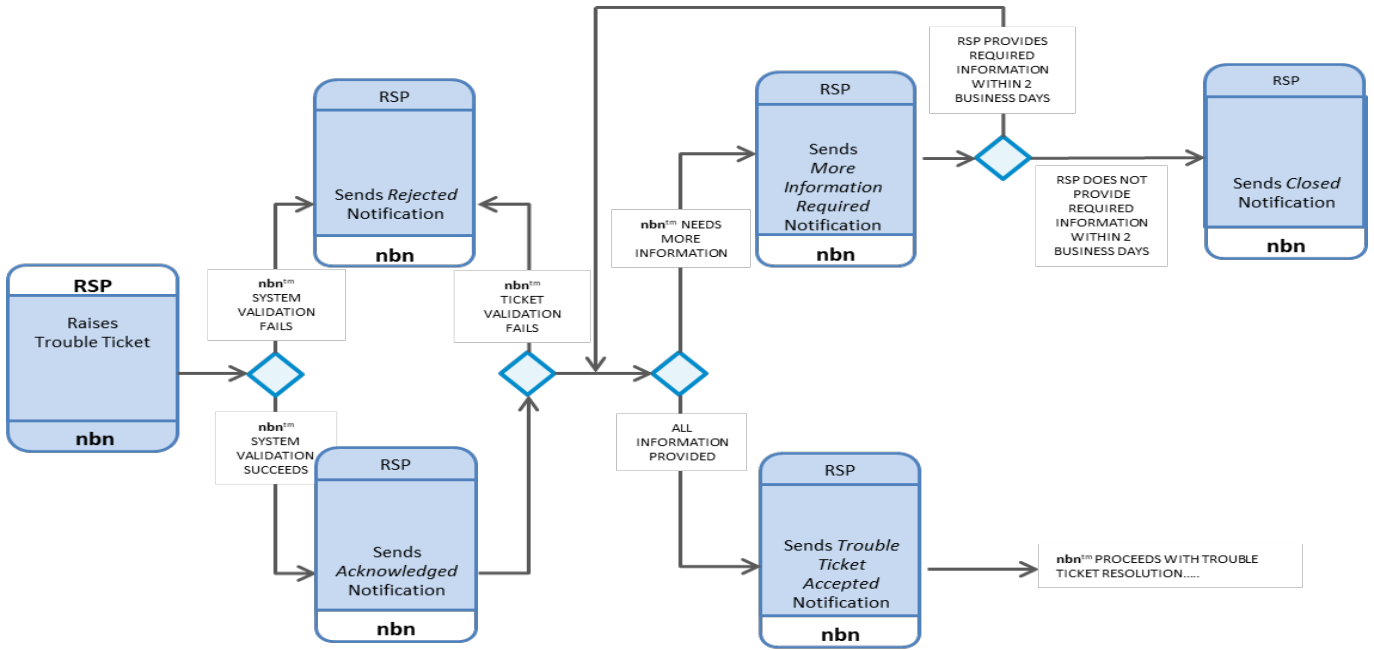 RSP
Raises
Trouble Ticket
nbn
nbn™
SYSTEM
VALIDATION
FAILS
nbn™
SYSTEM
VALIDATION
SUCCEEDS
RSP
Sends Rejected
Notification
nbn
RSP
Sends
Acknowledged
Notification
nbn
nbn™
TICKET
VALIDATION
FAILS
nbn™ NEEDS
MORE
INFORMATION
ALL
INFORMATION
PROVIDED
RSP
Sends
More
Information
Required
Notification
nbn
RSP
Sends Trouble
Ticket
Accepted
Notification
nbn
RSP PROVIDES
REQUIRED
INFORMATION
WITHIN 2
BUSINESS DAYS
RSP DOES NOT
PROVIDE
REQUIRED
INFORMATION
WITHIN 2
BUSINESS DAYS
RSP
Sends Closed
Notification
nbn
nbn™ PROCEEDS WITH TROUBLE
TICKET RESOLUTION.....